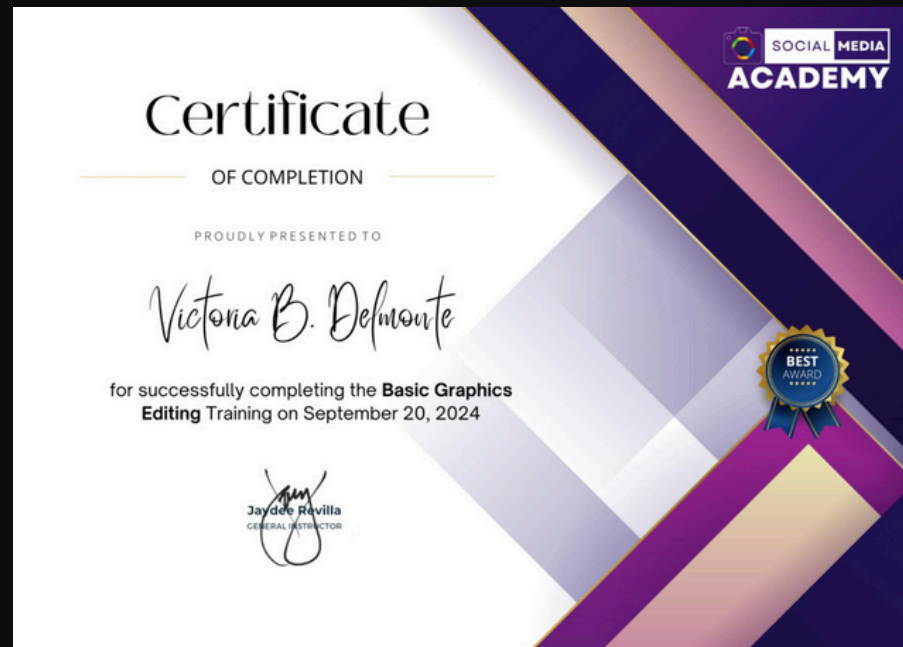 SOCIAL MEDIA
ACADEMY
Certificate
OF COMPLETION
PROUDLY PRESENTED TO
Victoria B. Delmonte
for successfully completing the Basic Graphics
Editing Training on September 20, 2024
BEST
AWARD
Jaydee Revilla
GENERAL INSTRUCTOR